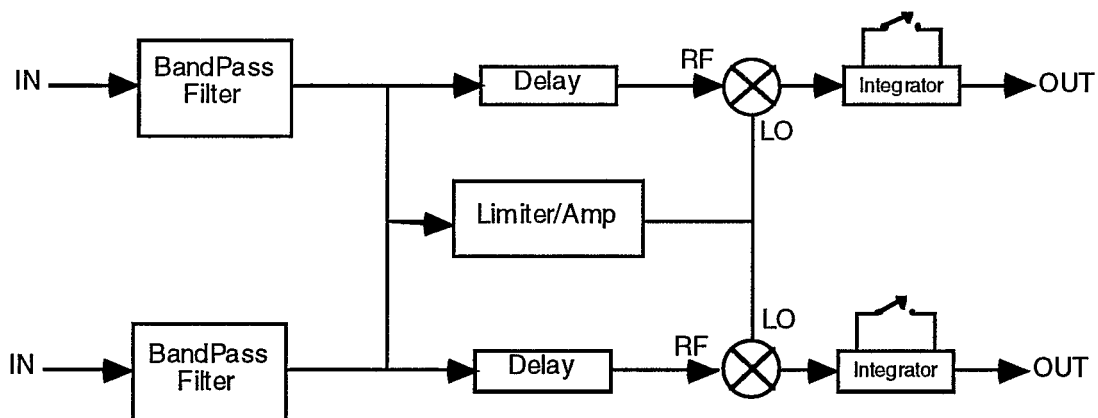 IN
BandPass
Filter
Delay
RF
LO
Integrator
OUT
Limiter/Amp
IN
BandPass
Filter
Delay
RF
LO
Integrator
OUT